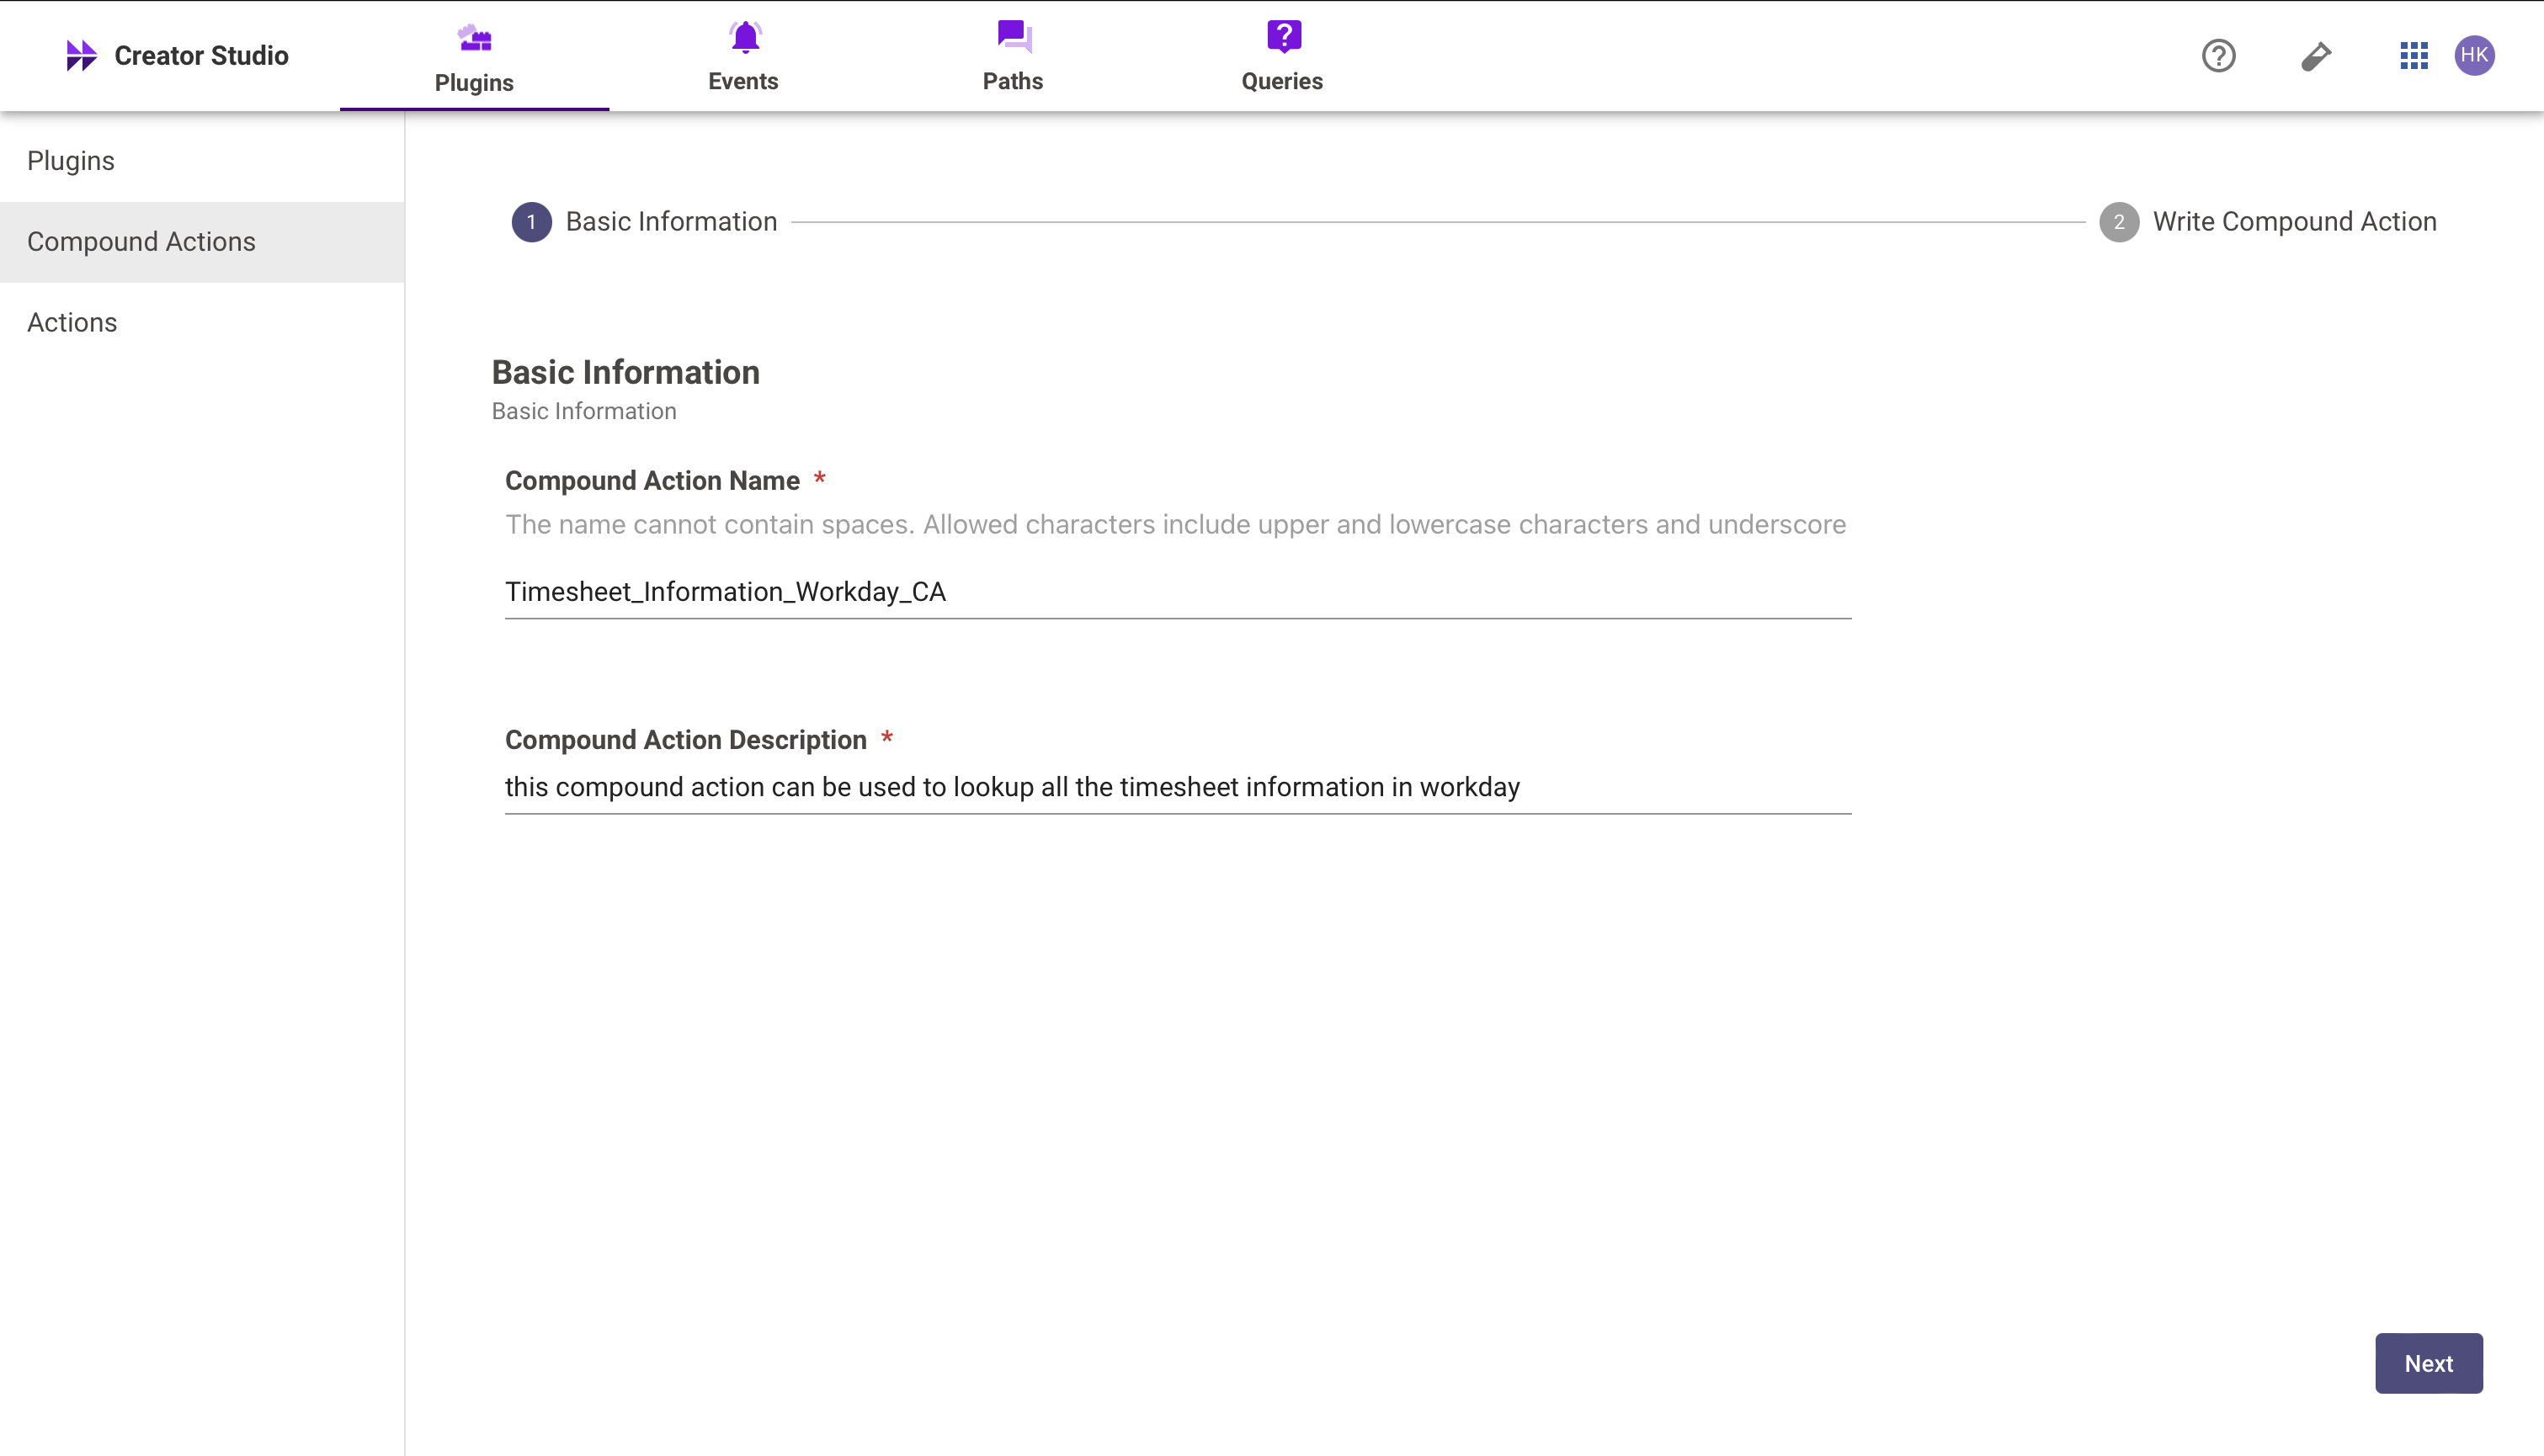 Creator Studio
Plugins
Events
Paths
?
Queries
?
HK
Plugins
Compound Actions
Actions
1 Basic Information
2 Write Compound Action
Basic Information
Basic Information
Compound Action Name *
The name cannot contain spaces. Allowed characters include upper and lowercase characters and underscore
Timesheet_Information_Workday_CA
Compound Action Description *
this compound action can be used to lookup all the timesheet information in workday
Next